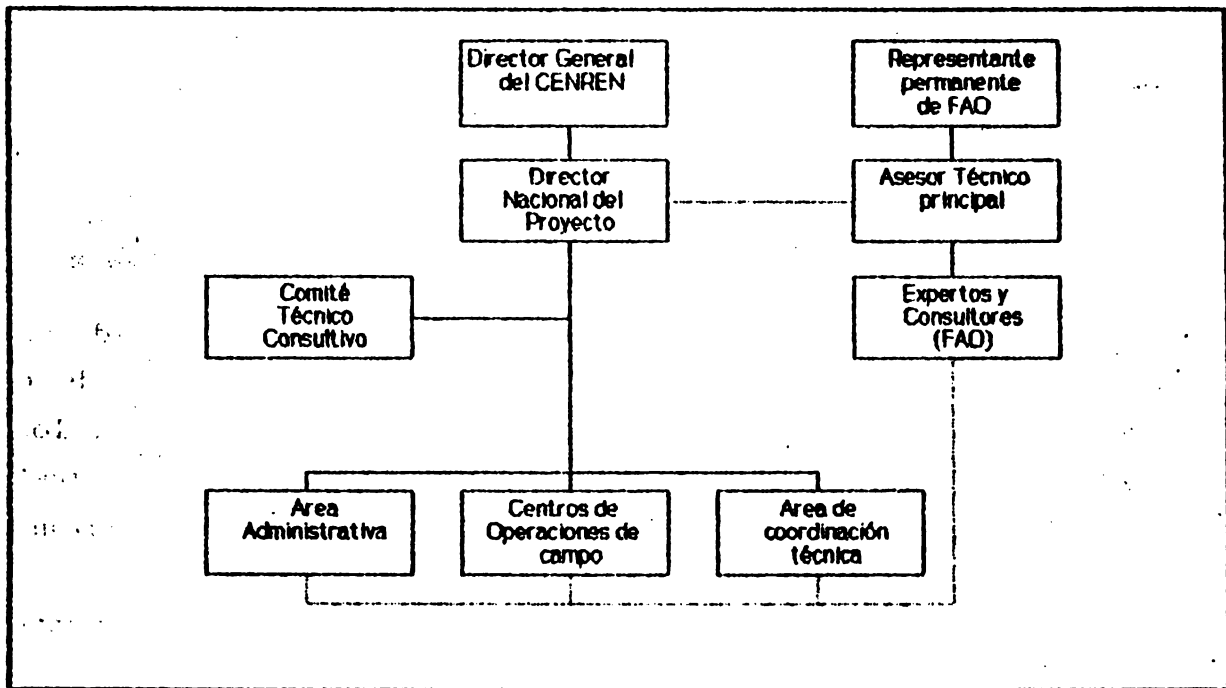 Director General
del CENREN
Representante
permanente
de FAO
Director
Nacional del
Proyecto
Asesor Técnico
principal
Comité
Técnico
Consultivo
Expertos y
Consultores
(FAO)
Area
Administrativa
Centros de
Operaciones de
campo
Area de
coordinación
técnica